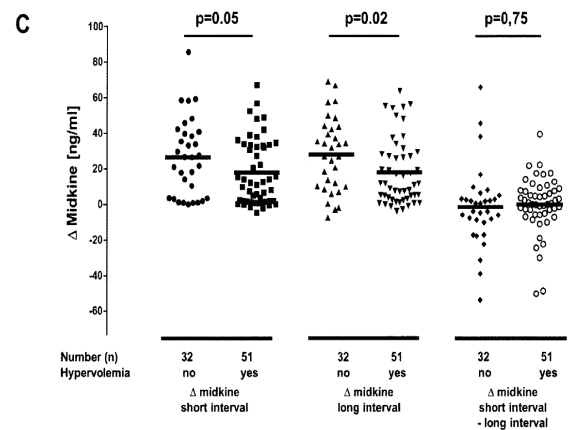 C
p=0.05 p=0.02 p=0,75
Δ Midkine [ng/ml]
100
80
60
40
20
0
-20
-40
-60
Number (n) 32 51 32 51 32 51
Hypervolemia no yes no yes no yes
Δ midkine Δ midkine Δ midkine
short interval long interval short interval
- long interval